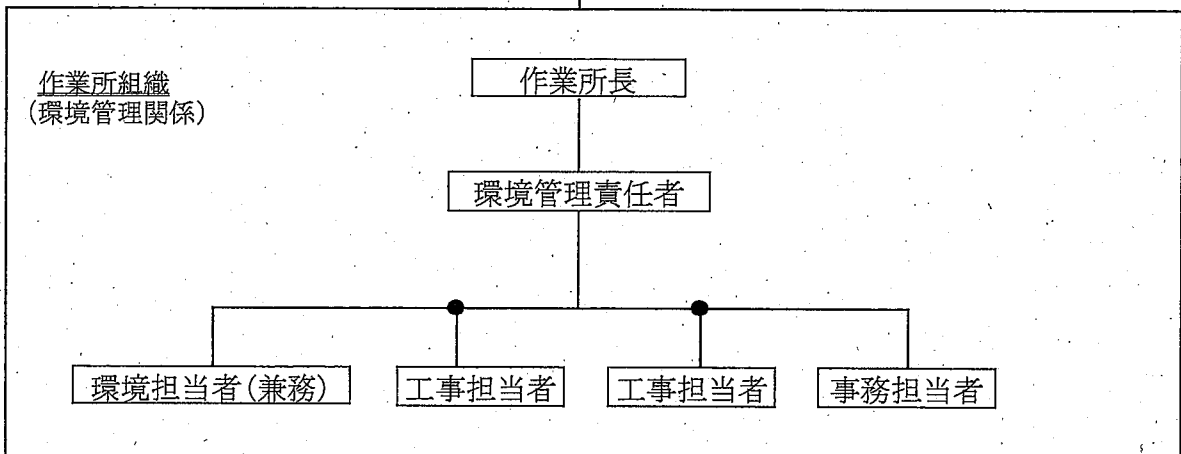 作業所組織
(環境管理関係)
作業所長
環境管理責任者
環境担当者(兼務)
工事担当者
工事担当者
事務担当者